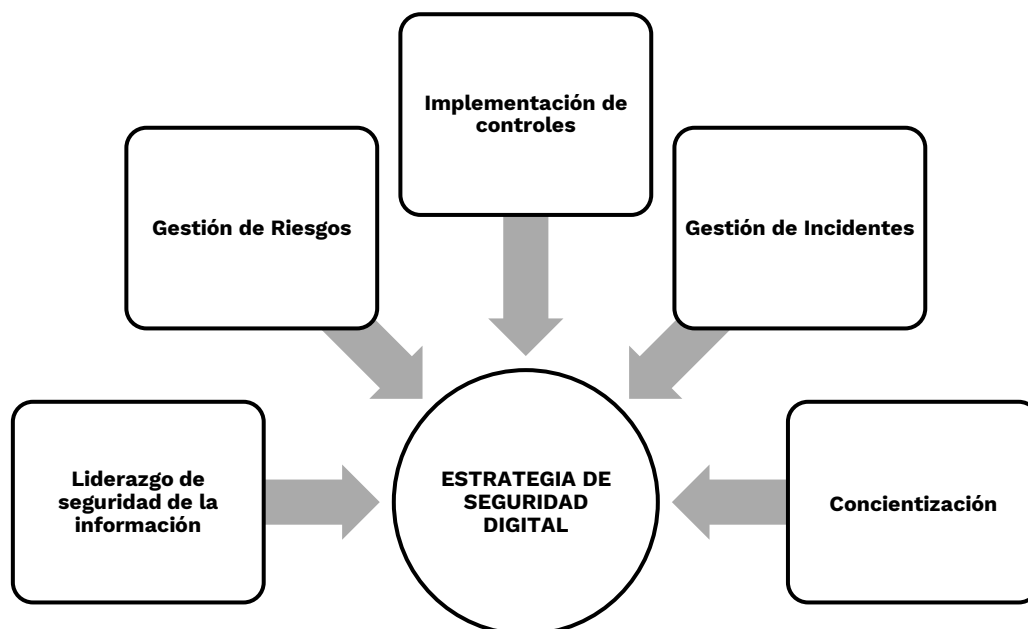 Implementación de
controles
Gestión de Riesgos
Gestión de Incidentes
Liderazgo de
seguridad de la
información
ESTRATEGIA DE
SEGURIDAD
DIGITAL
Concientización